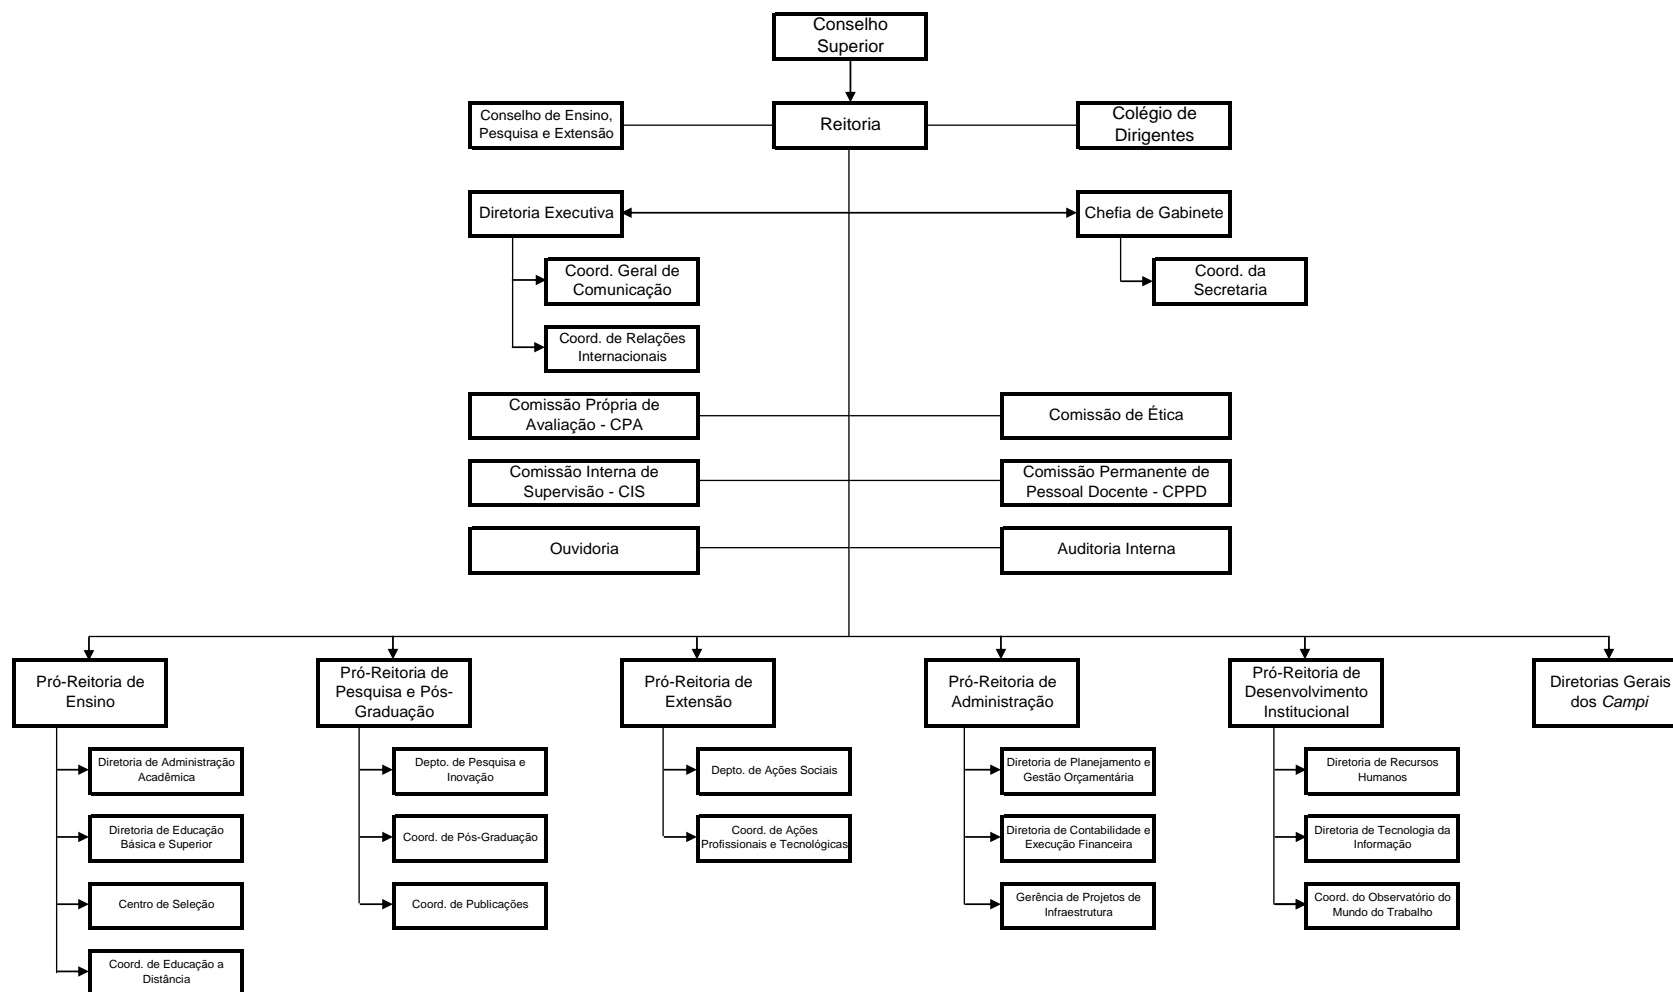 Conselho
Superior
Conselho de Ensino,
Pesquisa e Extensão
Reitoria
Colégio de
Dirigentes
Diretoria Executiva
Chefia de Gabinete
Coord. Geral de
Comunicação
Coord. da
Secretaria
Coord. de Relações
Internacionais
Comissão Própria de
Avaliação - CPA
Comissão de Ética
Comissão Interna de
Supervisão - CIS
Comissão Permanente de
Pessoal Docente - CPPD
Ouvidoria
Auditoria Interna
Pró-Reitoria de
Ensino
Pró-Reitoria de
Pesquisa e Pós-
Graduação
Pró-Reitoria de
Extensão
Pró-Reitoria de
Administração
Pró-Reitoria de
Desenvolvimento
Institucional
Diretorias Gerais
dos Campi
Diretoria de Administração
Acadêmica
Depto. de Pesquisa e
Inovação
Depto. de Ações Sociais
Diretoria de Planejamento e
Gestão Orçamentária
Diretoria de Recursos
Humanos
Diretoria de Educação
Básica e Superior
Coord. de Pós-Graduação
Coord. de Ações
Profissionais e Tecnológicas
Diretoria de Contabilidade e
Execução Financeira
Diretoria de Tecnologia da
Informação
Centro de Seleção
Coord. de Publicações
Gerência de Projetos de
Infraestrutura
Coord. do Observatório do
Mundo do Trabalho
Coord. de Educação a
Distância